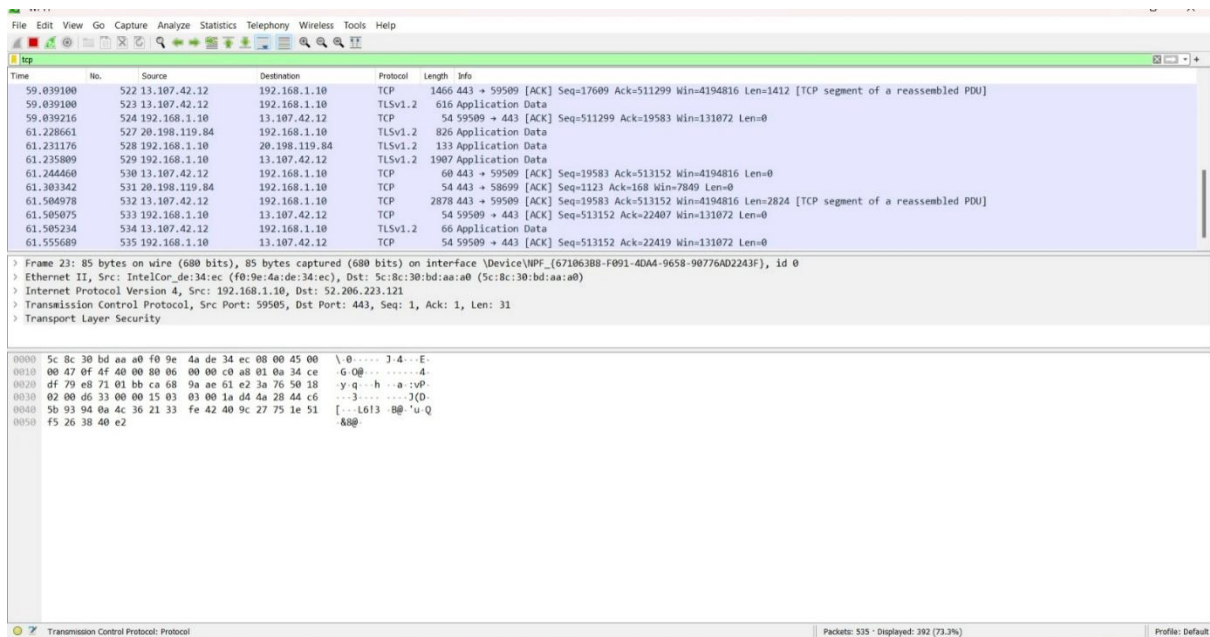 File Edit View Go Capture Analyze Statistics Telephony Wireless Tools Help
tcp
Time No. Source Destination Protocol Length Info
59.039100 522 13.107.42.12 192.168.1.10 TCP 1466 443 → 59509 [ACK] Seq=17609 Ack=511299 Win=4194816 Len=1412 [TCP segment of a reassembled PDU]
59.039100 523 13.107.42.12 192.168.1.10 TLSv1.2 616 Application Data
59.039216 524 192.168.1.10 13.107.42.12 TCP 54 59509 → 443 [ACK] Seq=511299 Ack=19583 Win=131072 Len=0
61.228661 527 20.198.119.84 192.168.1.10 TLSv1.2 826 Application Data
61.231176 528 192.168.1.10 20.198.119.84 TLSv1.2 133 Application Data
61.235809 529 192.168.1.10 13.107.42.12 TLSv1.2 1907 Application Data
61.244460 530 13.107.42.12 192.168.1.10 TCP 60 443 → 59509 [ACK] Seq=19583 Ack=513152 Win=4194816 Len=0
61.303342 531 20.198.119.84 192.168.1.10 TCP 54 443 → 58699 [ACK] Seq=1123 Ack=168 Win=7849 Len=0
61.504978 532 13.107.42.12 192.168.1.10 TCP 2878 443 → 59509 [ACK] Seq=19583 Ack=513152 Win=4194816 Len=2824 [TCP segment of a reassembled PDU]
61.505075 533 192.168.1.10 13.107.42.12 TCP 54 59509 → 443 [ACK] Seq=513152 Ack=22407 Win=131072 Len=0
61.505234 534 13.107.42.12 192.168.1.10 TLSv1.2 66 Application Data
61.555689 535 192.168.1.10 13.107.42.12 TCP 54 59509 → 443 [ACK] Seq=513152 Ack=22419 Win=131072 Len=0
> Frame 23: 85 bytes on wire (680 bits), 85 bytes captured (680 bits) on interface \Device\NPF_{671063B8-F091-4DA4-9658-90776AD2243F}, id 0
> Ethernet II, Src: IntelCor_de:34:ec (f0:9e:4a:de:34:ec), Dst: 5c:8c:30:bd:aa:a0 (5c:8c:30:bd:aa:a0)
> Internet Protocol Version 4, Src: 192.168.1.10, Dst: 52.206.223.121
> Transmission Control Protocol, Src Port: 59505, Dst Port: 443, Seq: 1, Ack: 1, Len: 31
> Transport Layer Security
0000 5c 8c 30 bd aa a0 f0 9e 4a de 34 ec 08 00 45 00 \·0····· J·4···E·
0010 00 47 0f 4f 40 00 80 06 00 00 c0 a8 01 0a 34 ce ·G·O@··· ······4·
0020 df 79 e8 71 01 bb ca 68 9a ae 61 e2 3a 76 50 18 ·y·q···h ··a·:vP·
0030 02 00 d6 33 00 00 15 03 03 00 1a d4 4a 28 44 c6 ···3···· ····J(D·
0040 5b 93 94 0a 4c 36 21 33 fe 42 40 9c 27 75 1e 51 [···L6!3 ·B@·'u·Q
0050 f5 26 38 40 e2 ·&8@·
Transmission Control Protocol: Protocol
Packets: 535 · Displayed: 392 (73.3%)
Profile: Default